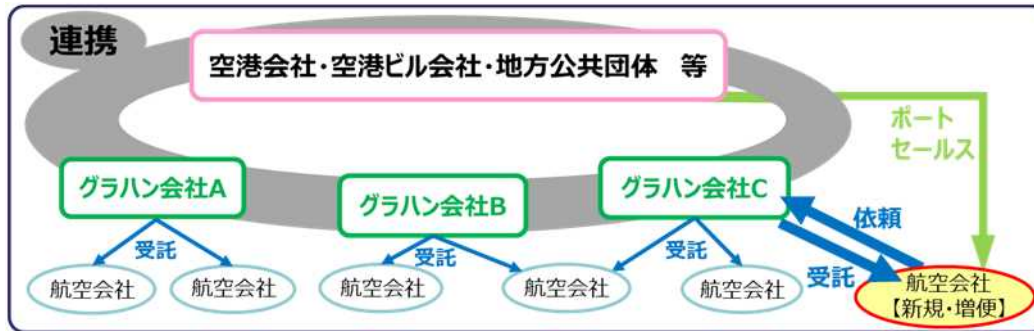 連携
空港会社・空港ビル会社・地方公共団体　等
ポート
セールス
グラハン会社A
グラハン会社B
グラハン会社C
依頼
受託
受託
受託
受託
航空会社
航空会社
航空会社
航空会社
航空会社
航空会社
【新規・増便】